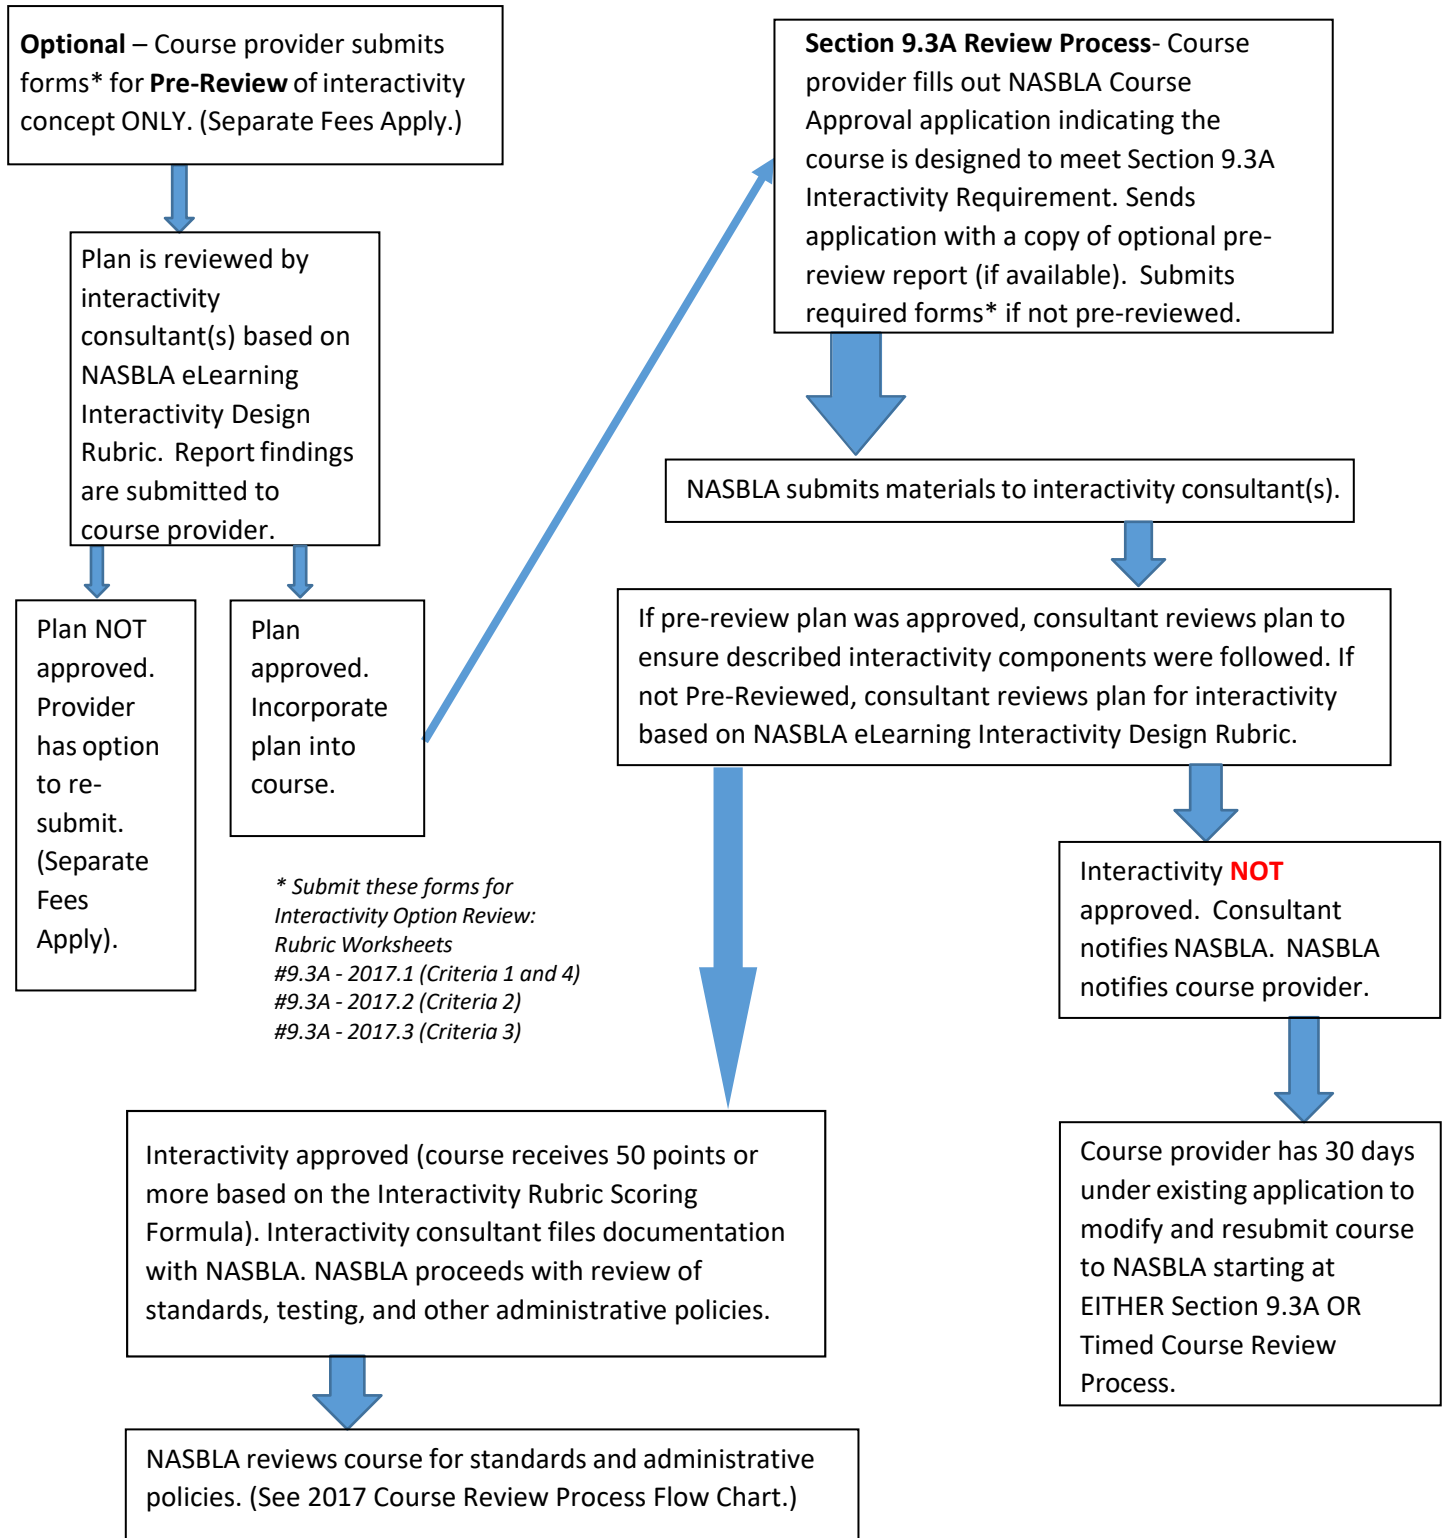 Optional – Course provider submits
forms* for Pre-Review of interactivity
concept ONLY. (Separate Fees Apply.)
Plan is reviewed by
interactivity
consultant(s) based on
NASBLA eLearning
Interactivity Design
Rubric. Report findings
are submitted to
course provider.
Plan NOT
approved.
Provider
has option
to re-
submit.
(Separate
Fees
Apply).
Plan
approved.
Incorporate
plan into
course.
* Submit these forms for
Interactivity Option Review:
Rubric Worksheets
#9.3A - 2017.1 (Criteria 1 and 4)
#9.3A - 2017.2 (Criteria 2)
#9.3A - 2017.3 (Criteria 3)
Section 9.3A Review Process- Course
provider fills out NASBLA Course
Approval application indicating the
course is designed to meet Section 9.3A
Interactivity Requirement. Sends
application with a copy of optional pre-
review report (if available). Submits
required forms* if not pre-reviewed.
NASBLA submits materials to interactivity consultant(s).
If pre-review plan was approved, consultant reviews plan to
ensure described interactivity components were followed. If
not Pre-Reviewed, consultant reviews plan for interactivity
based on NASBLA eLearning Interactivity Design Rubric.
Interactivity NOT
approved. Consultant
notifies NASBLA. NASBLA
notifies course provider.
Course provider has 30 days
under existing application to
modify and resubmit course
to NASBLA starting at
EITHER Section 9.3A OR
Timed Course Review
Process.
Interactivity approved (course receives 50 points or
more based on the Interactivity Rubric Scoring
Formula). Interactivity consultant files documentation
with NASBLA. NASBLA proceeds with review of
standards, testing, and other administrative policies.
NASBLA reviews course for standards and administrative
policies. (See 2017 Course Review Process Flow Chart.)